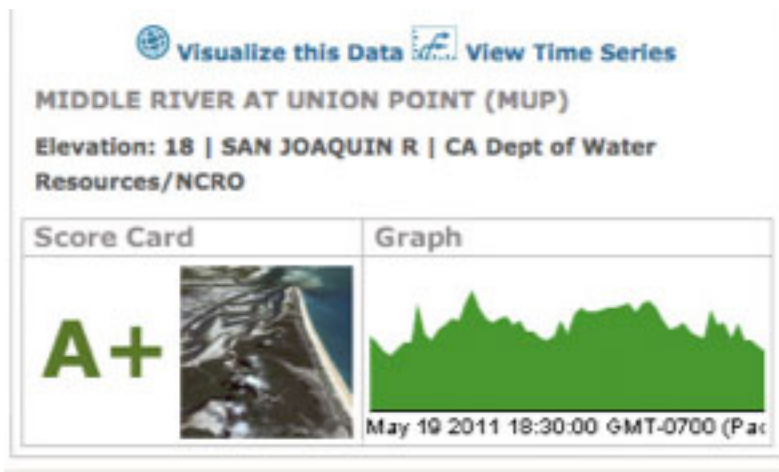 Visualize this Data View Time Series
MIDDLE RIVER AT UNION POINT (MUP)
Elevation: 18 | SAN JOAQUIN R | CA Dept of Water
Resources/NCRO
Score Card Graph
A+
May 19 2011 18:30:00 GMT-0700 (Pac